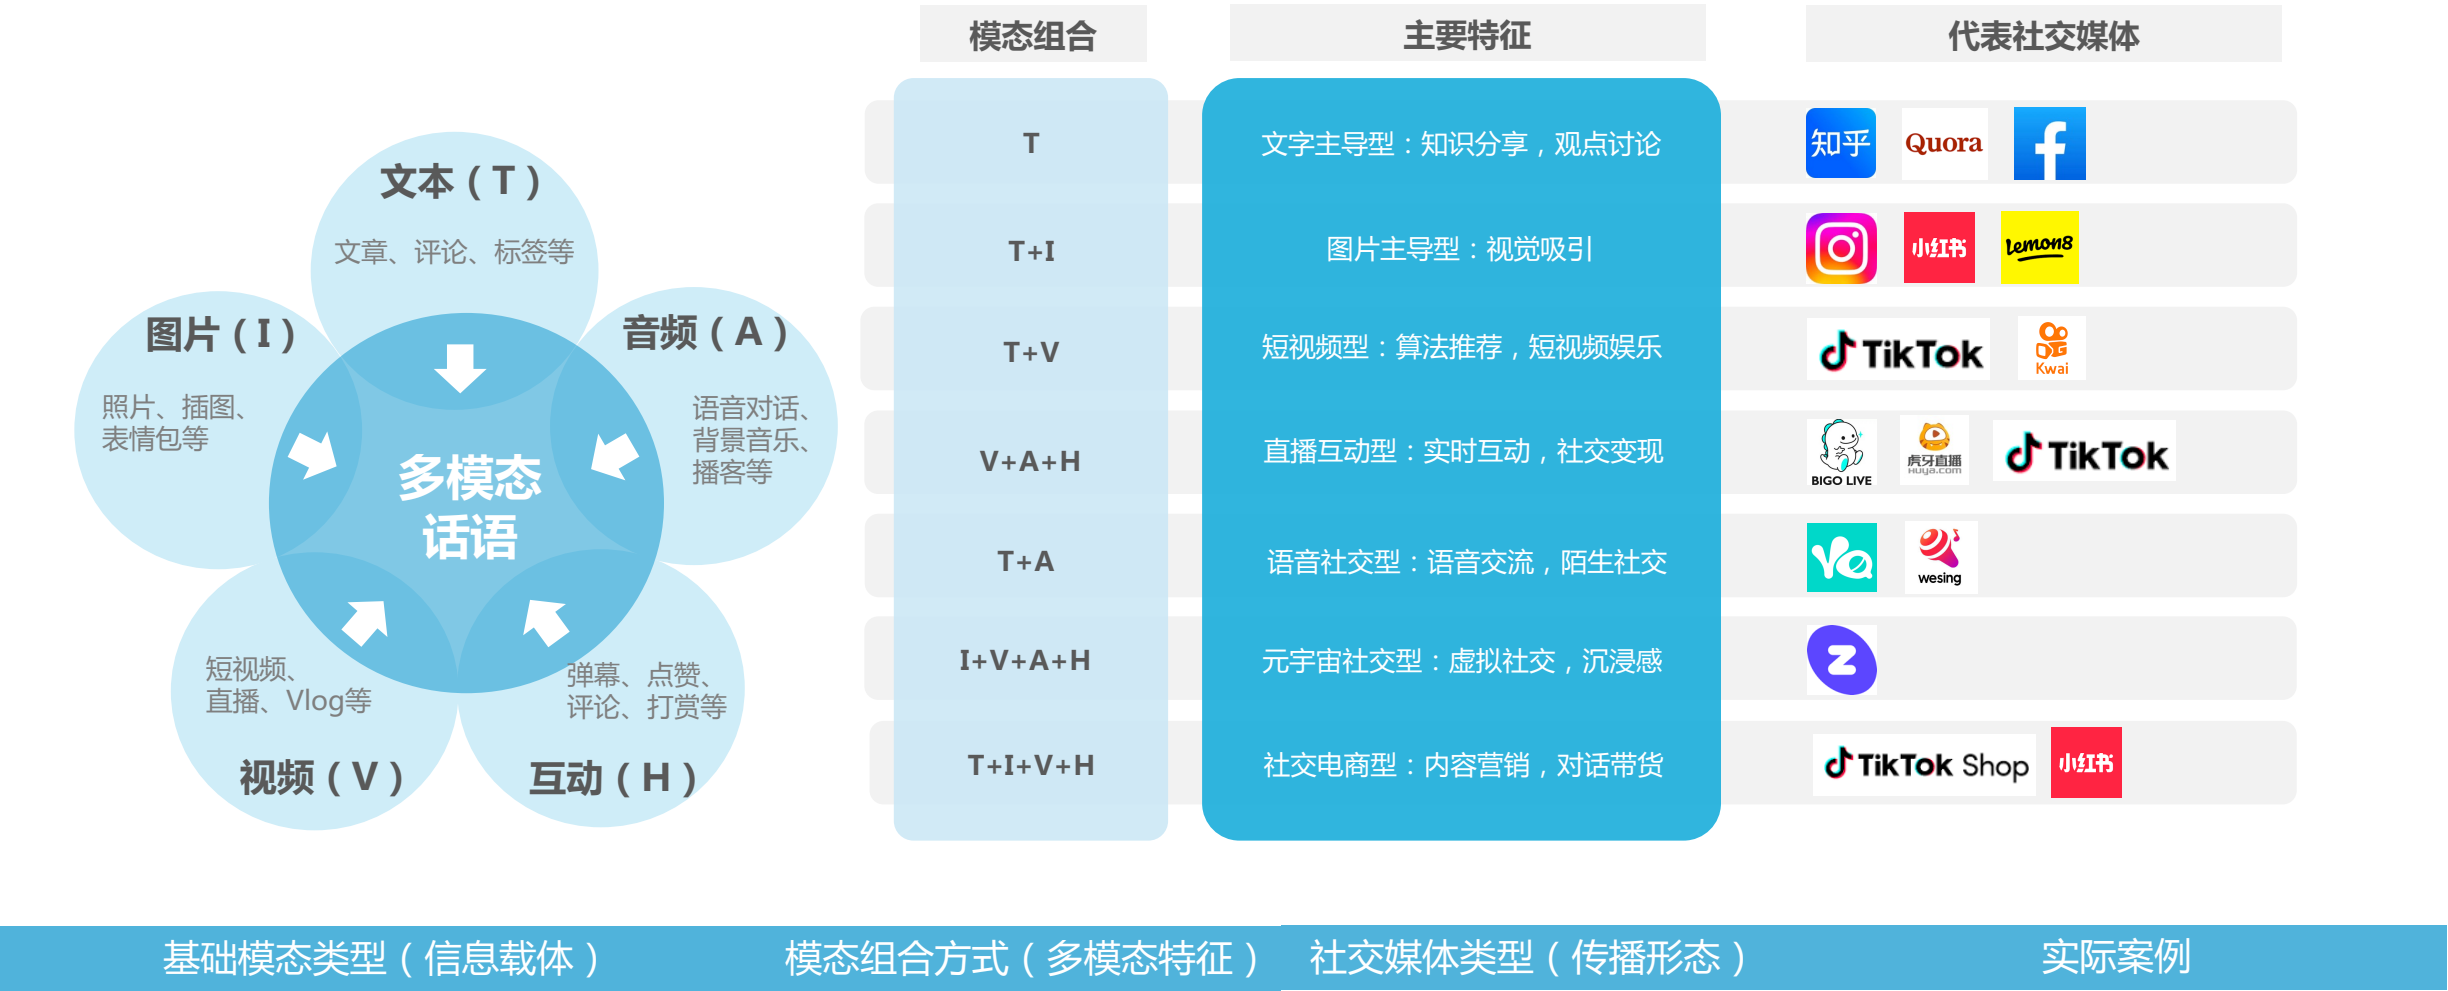 模态组合
主要特征
代表社交媒体
文本（T）
文章、评论、标签等
图片（I）
照片、插图、
表情包等
音频（A）
语音对话、
背景音乐、
播客等
多模态
话语
短视频、
直播、Vlog等
视频（V）
弹幕、点赞、
评论、打赏等
互动（H）
T
文字主导型：知识分享，观点讨论
知乎
Quora
f
T+I
图片主导型：视觉吸引
小红书
Lemon8
T+V
短视频型：算法推荐，短视频娱乐
TikTok
Kwai
V+A+H
直播互动型：实时互动，社交变现
BIGO LIVE
虎牙直播
HUYA.COM
TikTok
T+A
语音社交型：语音交流，陌生社交
wesing
I+V+A+H
元宇宙社交型：虚拟社交，沉浸感
Z
T+I+V+H
社交电商型：内容营销，对话带货
TikTok Shop
小红书
基础模态类型（信息载体）
模态组合方式（多模态特征）
社交媒体类型（传播形态）
实际案例